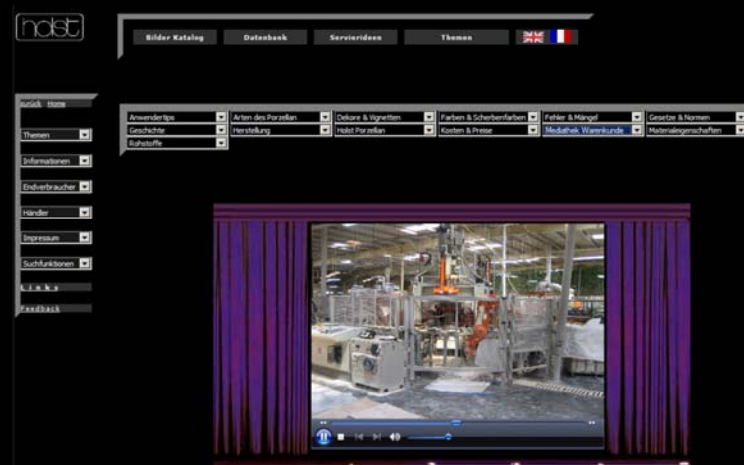 holst
Bilder Katalog Datenbank Servierideen Themen
zurück Home
Anwendertips Arten des Porzellan Dekore & Vignetten Farben & Scherbenfarben Fehler & Mängel Gesetze & Normen
Geschichte Herstellung Holst Porzellan Kosten & Preise Mediathek Warenkunde Materialeigenschaften
Rohstoffe
Themen
Informationen
Endverbraucher
Händler
Impressum
Suchfunktionen
Links
Feedback